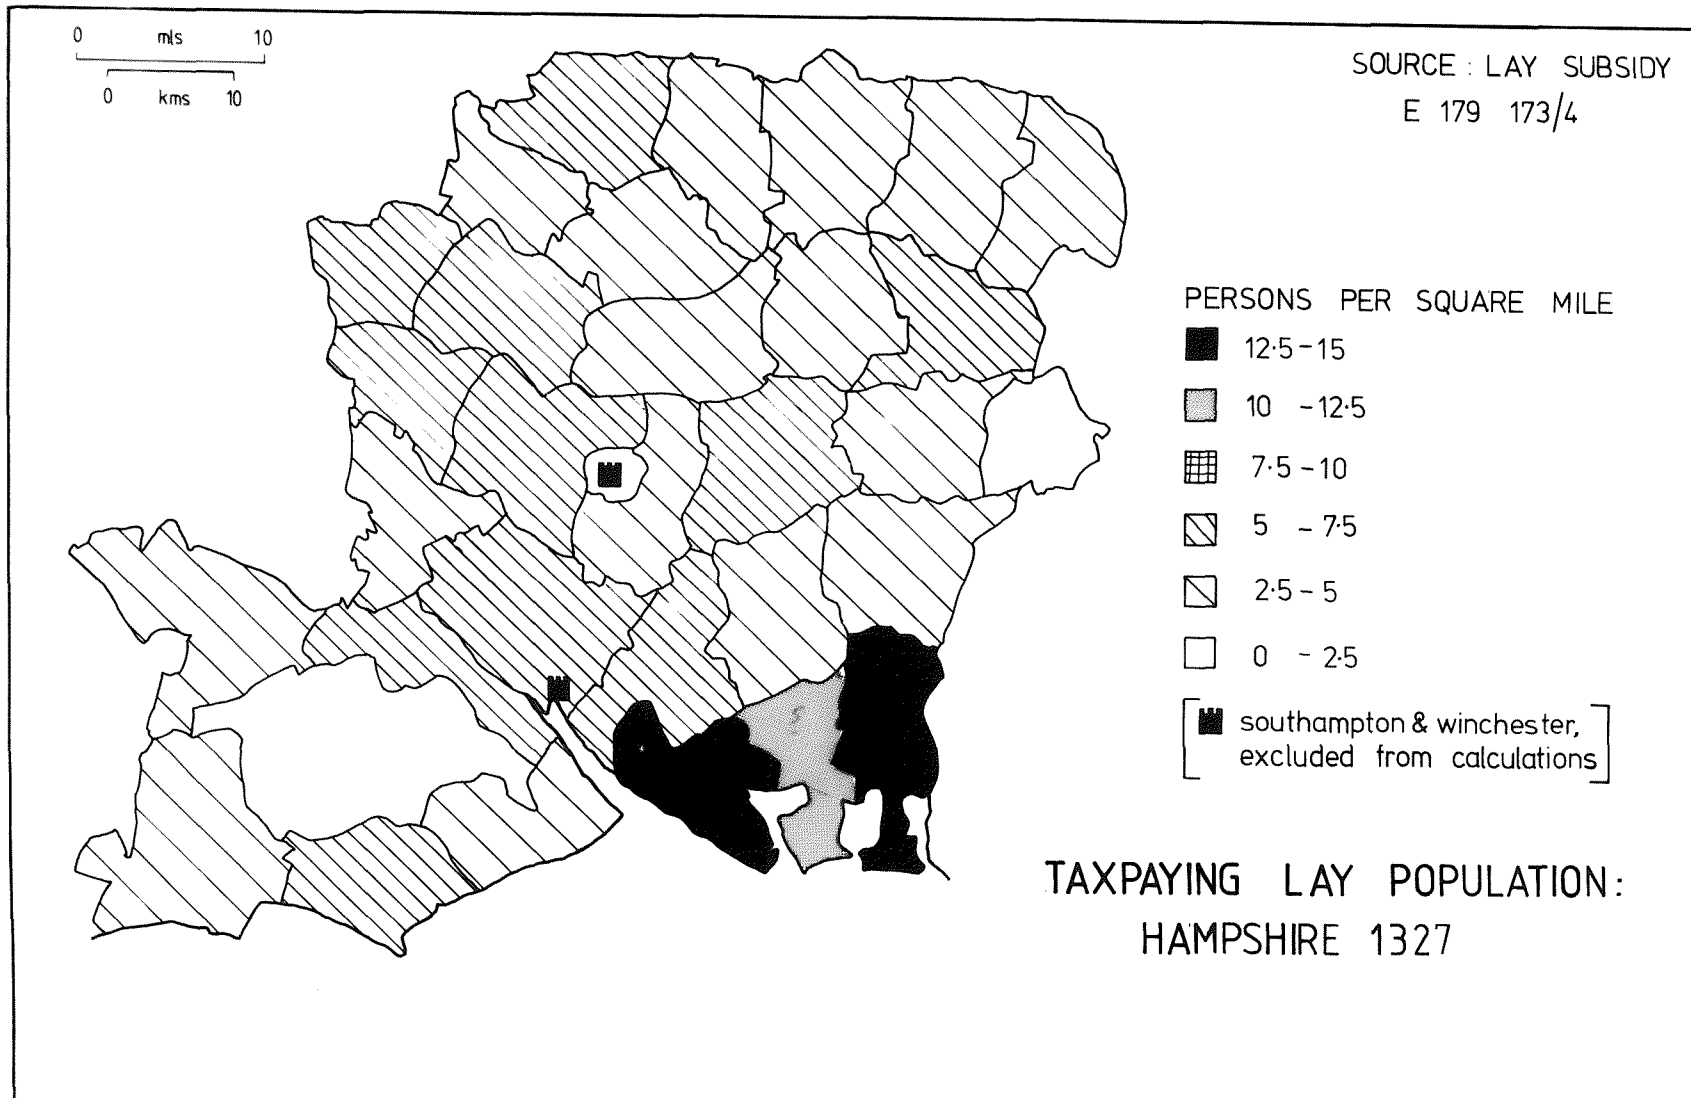 0 mls 10
0 kms 10
SOURCE : LAY SUBSIDY
E 179 173/4
PERSONS PER SQUARE MILE
12·5-15
10 -12·5
7·5-10
5 -7·5
2·5-5
0 -2·5
southampton & winchester,
excluded from calculations
TAXPAYING LAY POPULATION:
HAMPSHIRE 1327